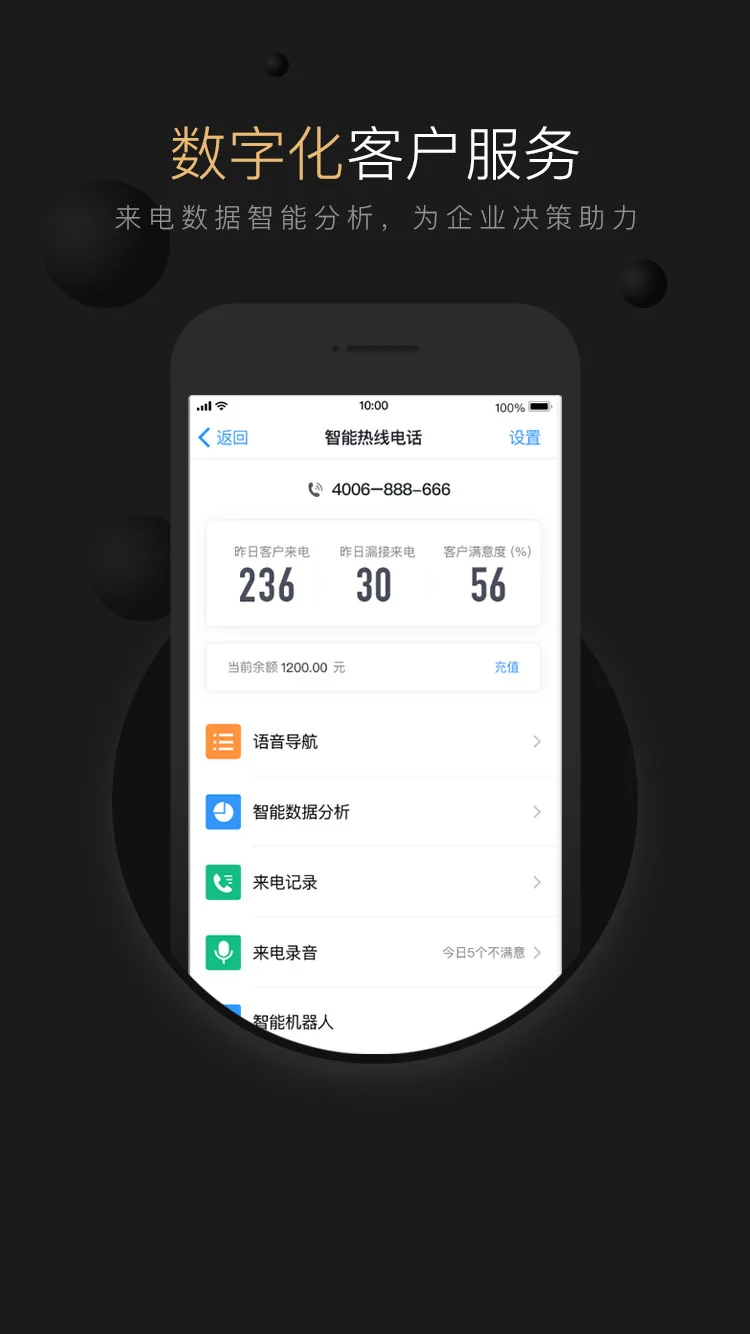 数字化客户服务
来电数据智能分析，为企业决策助力
10:00 100%
返回 智能热线电话 设置
4006—888–666
昨日客户来电 昨日漏接来电 客户满意度 (%)
236 30 56
当前余额 1200.00 元 充值
语音导航
智能数据分析
来电记录
来电录音 今日5个不满意
智能机器人